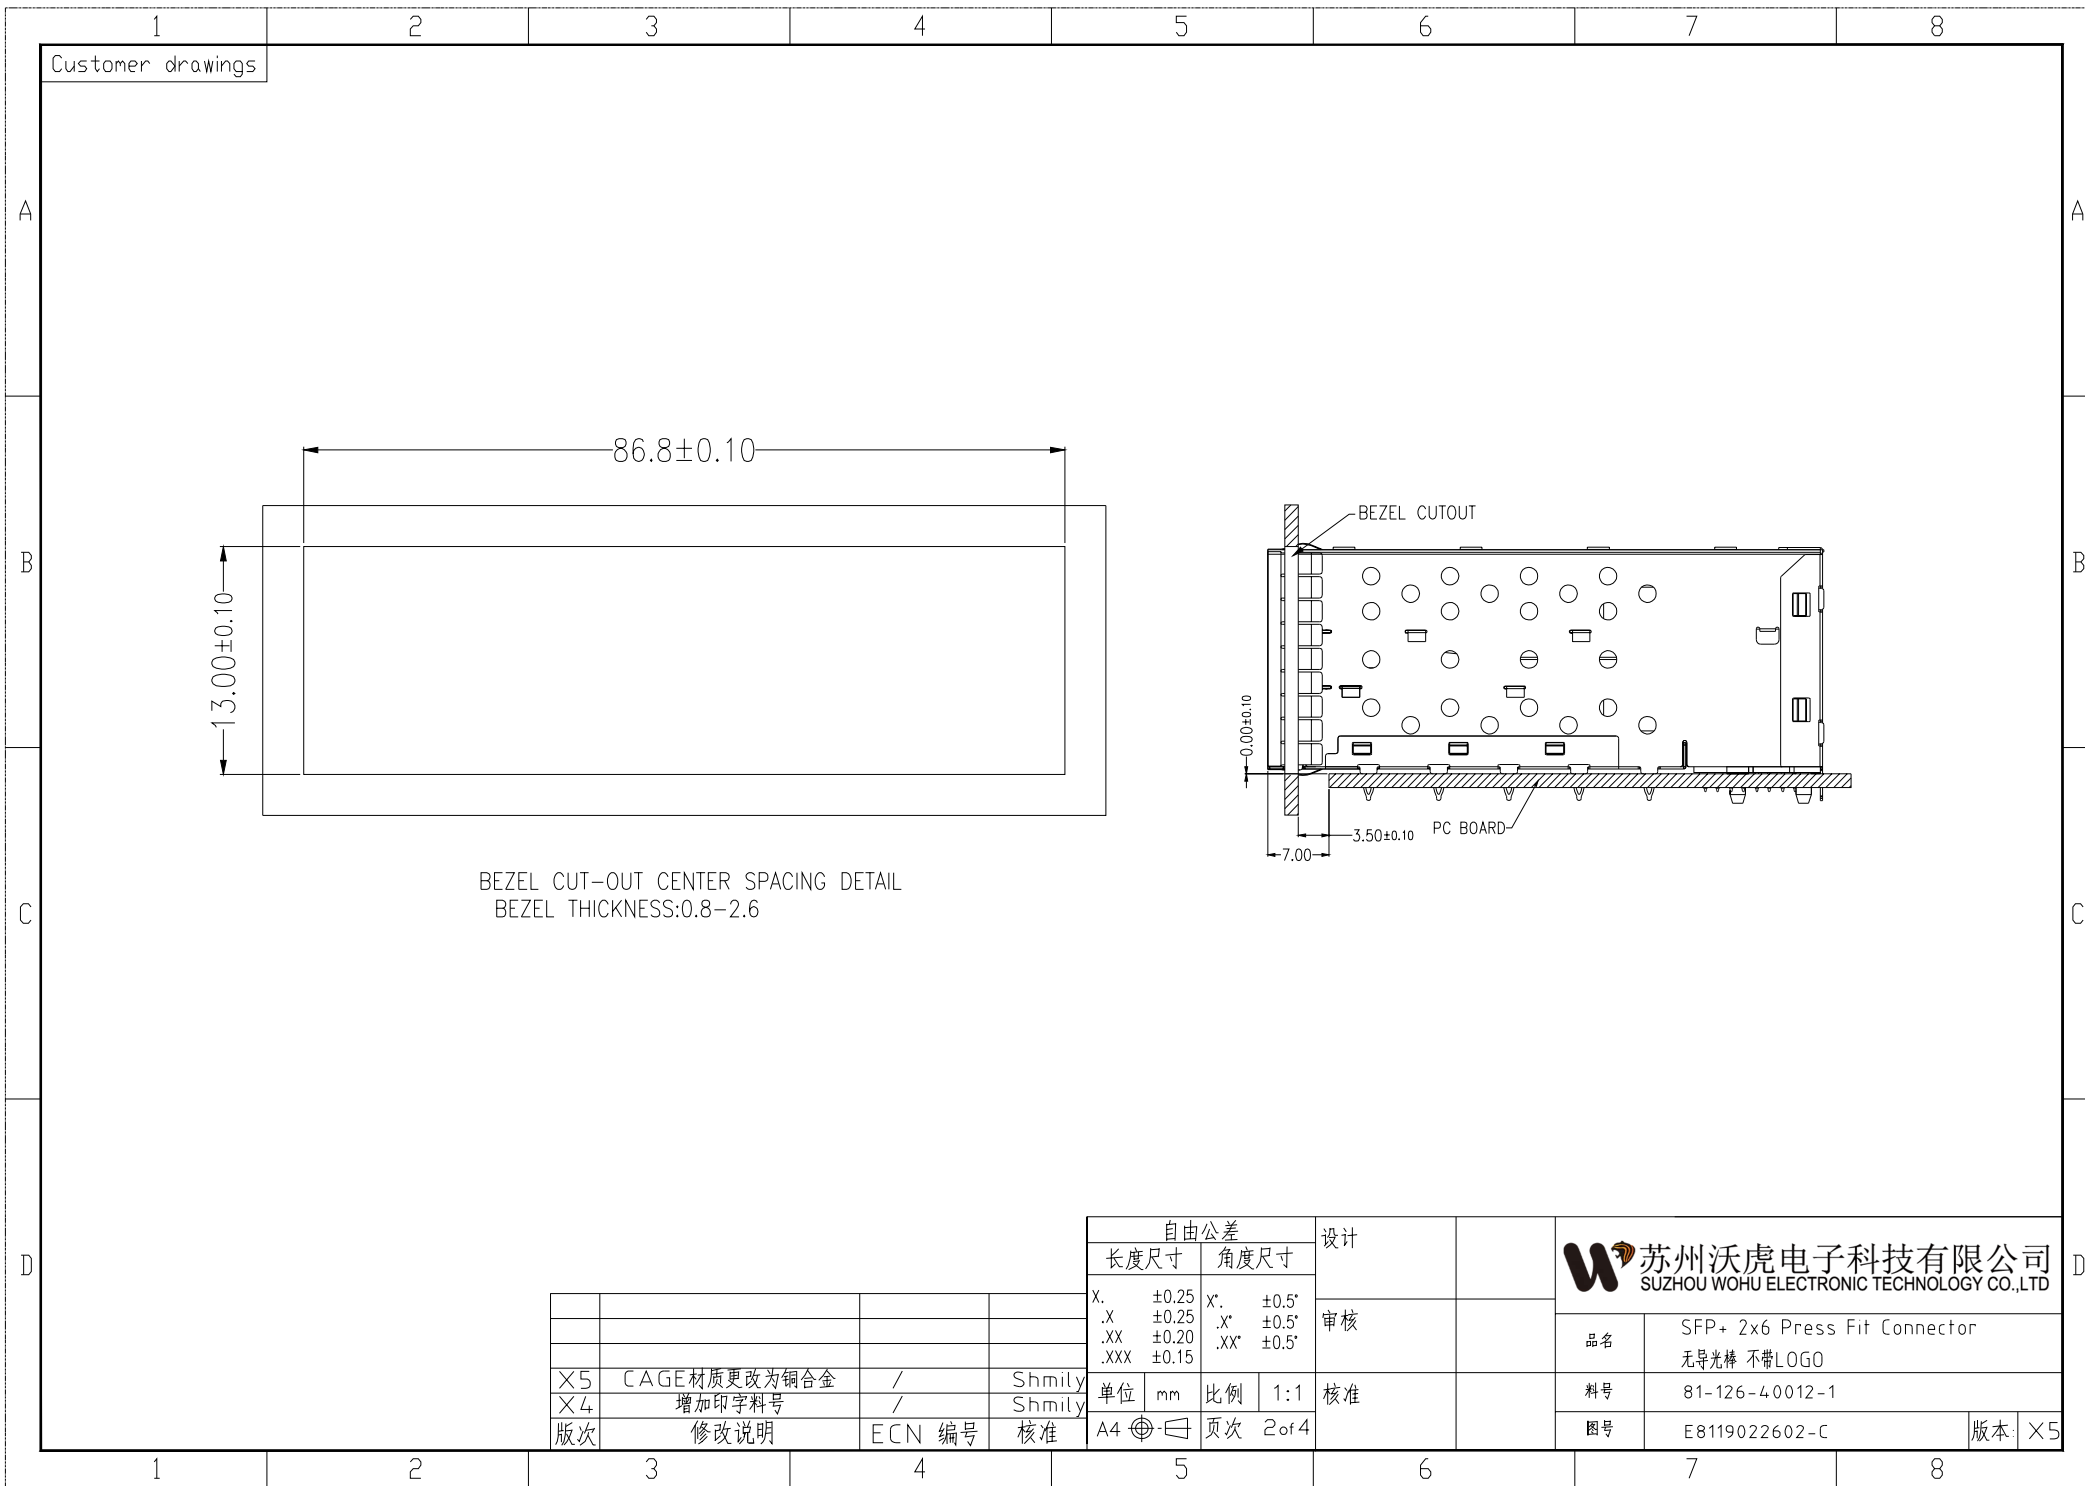 1 2 3 4 5 6 7 8
Customer drawings
A A
86.8±0.10
BEZEL CUTOUT
B B
13.00±0.10
0.00±0.10
3.50±0.10
PC BOARD
7.00
BEZEL CUT-OUT CENTER SPACING DETAIL
BEZEL THICKNESS:0.8-2.6
C C
D D
自由公差
长度尺寸 角度尺寸
X. ±0.25 X°. ±0.5°
.X ±0.25 .X° ±0.5°
.XX ±0.20 .XX° ±0.5°
.XXX ±0.15
单位 mm 比例 1:1
A4 页次 2of4
设计
审核
核准
苏州沃虎电子科技有限公司
SUZHOU WOHU ELECTRONIC TECHNOLOGY CO.,LTD
品名 SFP+ 2x6 Press Fit Connector
无导光棒 不带LOGO
料号 81-126-40012-1
图号 E8119022602-C 版本: X5
X5 CAGE材质更改为铜合金 / Shmily
X4 增加印字料号 / Shmily
版次 修改说明 ECN 编号 核准
1 2 3 4 5 6 7 8